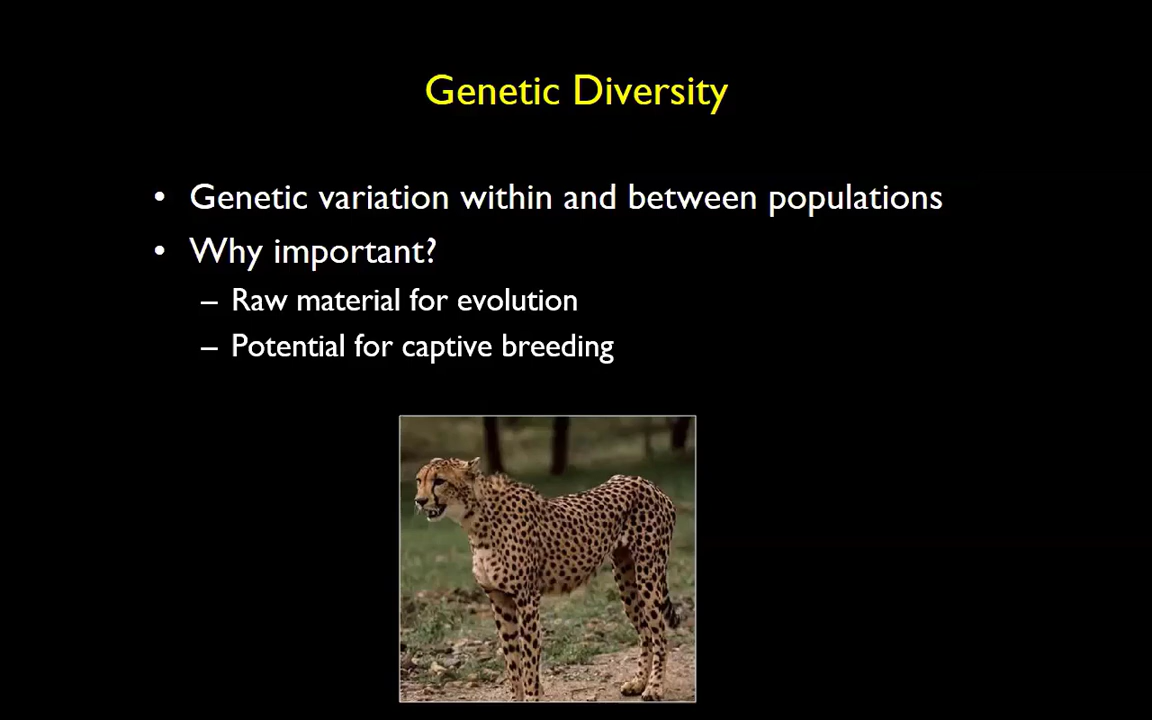 Genetic Diversity
• Genetic variation within and between populations
• Why important?
– Raw material for evolution
– Potential for captive breeding